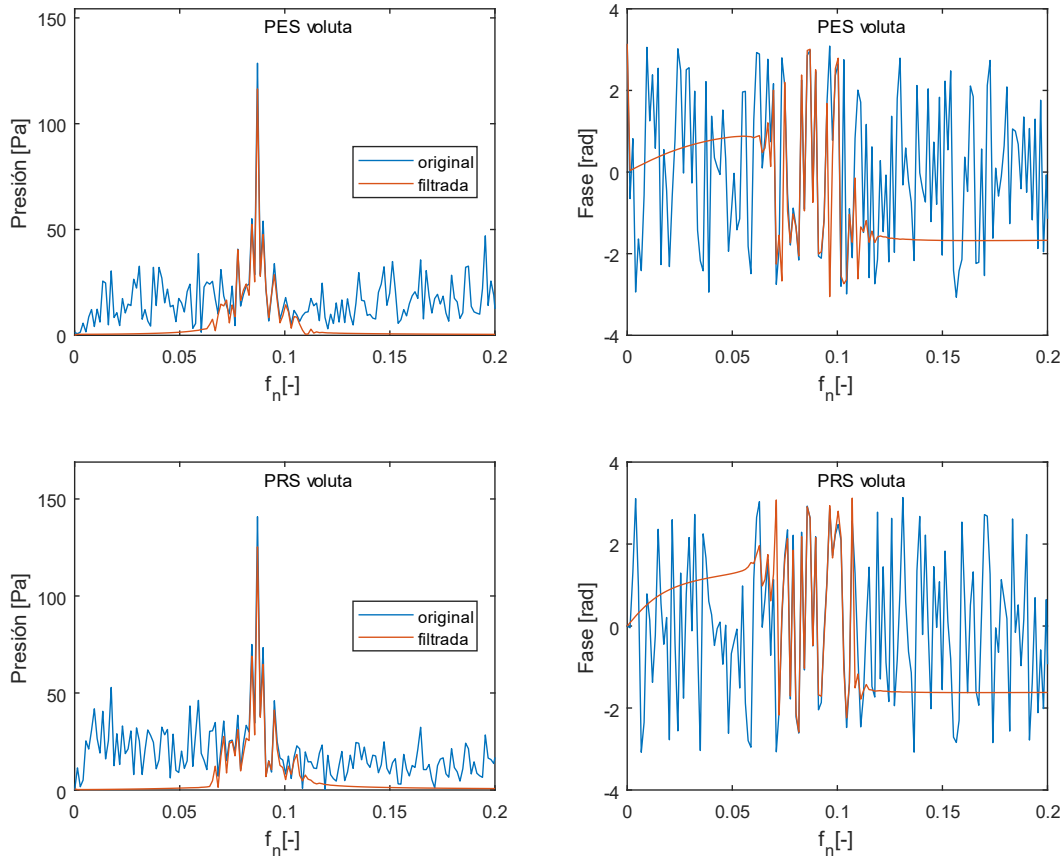 PES voluta
Presión [Pa]
150
100
50
0
original
filtrada
0 0.05 0.1 0.15 0.2
f_n[-]
PES voluta
Fase [rad]
4
2
0
-2
-4
0 0.05 0.1 0.15 0.2
f_n[-]
PRS voluta
Presión [Pa]
150
100
50
0
original
filtrada
0 0.05 0.1 0.15 0.2
f_n[-]
PRS voluta
Fase [rad]
4
2
0
-2
-4
0 0.05 0.1 0.15 0.2
f_n[-]